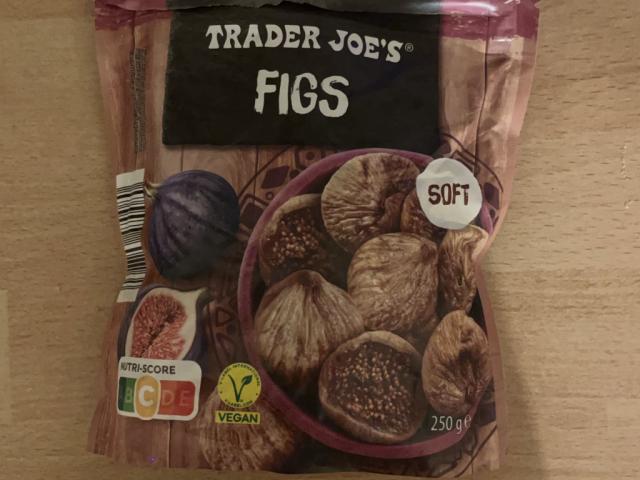 TRADER JOE'S®
FIGS
SOFT
NUTRI-SCORE
B C D E
VEGAN
250 g e